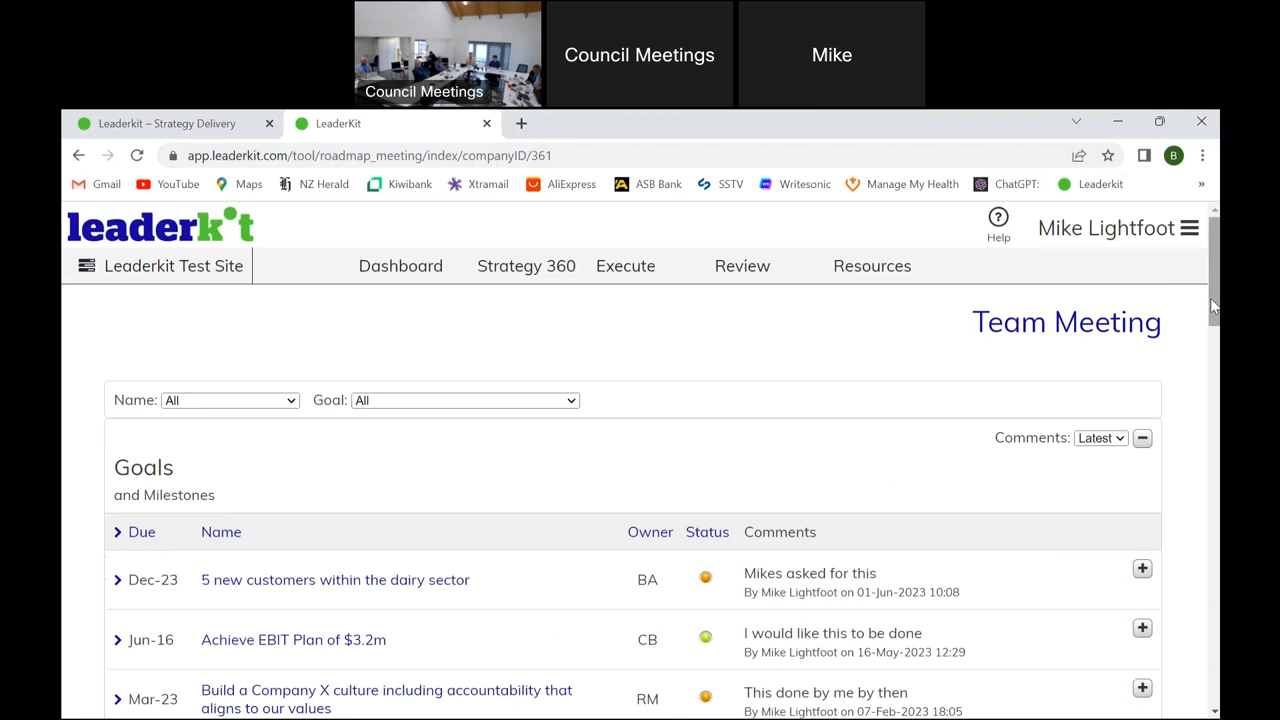 Council Meetings
Council Meetings
Mike
Leaderkit – Strategy Delivery
LeaderKit
app.leaderkit.com/tool/roadmap_meeting/index/companyID/361
B
Gmail YouTube Maps NZ Herald Kiwibank Xtramail AliExpress ASB Bank SSTV Writesonic Manage My Health ChatGPT: Leaderkit »
leaderkit
Help
Mike Lightfoot
Leaderkit Test Site Dashboard Strategy 360 Execute Review Resources
Team Meeting
Name: All Goal: All
Comments: Latest
Goals
and Milestones
Due Name Owner Status Comments
Dec-23 5 new customers within the dairy sector BA Mikes asked for this
By Mike Lightfoot on 01-Jun-2023 10:08
Jun-16 Achieve EBIT Plan of $3.2m CB I would like this to be done
By Mike Lightfoot on 16-May-2023 12:29
Mar-23 Build a Company X culture including accountability that
aligns to our values RM This done by me by then
By Mike Lightfoot on 07-Feb-2023 18:05